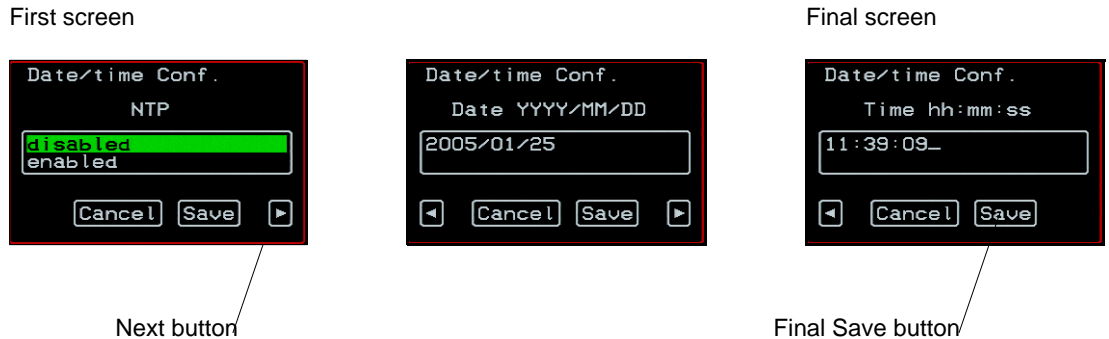 First screen
Final screen
Date/time Conf.
NTP
disabled
enabled
Cancel Save ►
Date/time Conf.
Date YYYY/MM/DD
2005/01/25
◄ Cancel Save ►
Date/time Conf.
Time hh:mm:ss
11:39:09_
◄ Cancel Save
Next button
Final Save button